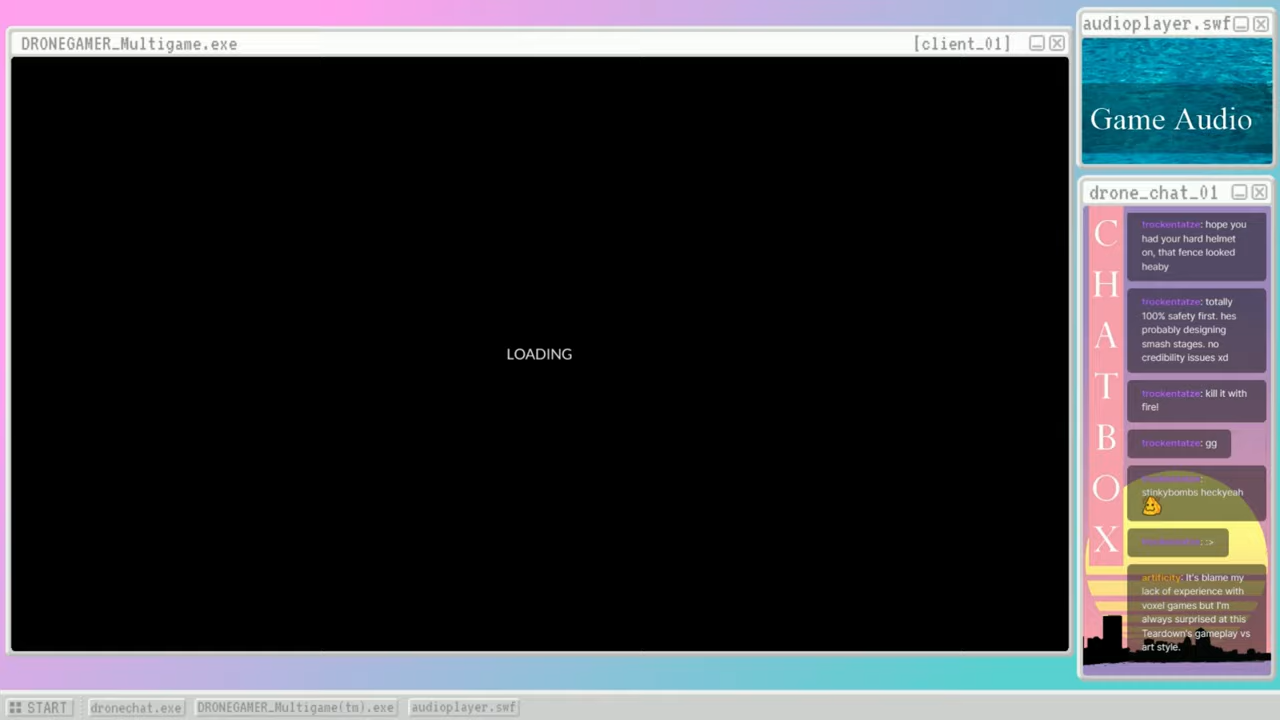 DRONEGAMER_Multigame.exe
[client_01]
LOADING
audioplayer.swf
Game Audio
drone_chat_01
C
H
A
T
B
O
X
trockentatze: hope you
had your hard helmet
on, that fence looked
heaby
trockentatze: totally
100% safety first. hes
probably designing
smash stages. no
credibility issues xd
trockentatze: kill it with
fire!
trockentatze: gg
trockentatze:
stinkybombs heckyeah
trockentatze: :>
artificity: It's blame my
lack of experience with
voxel games but I'm
always surprised at this
Teardown's gameplay vs
art style.
START
dronechat.exe
DRONEGAMER_Multigame(tm).exe
audioplayer.swf